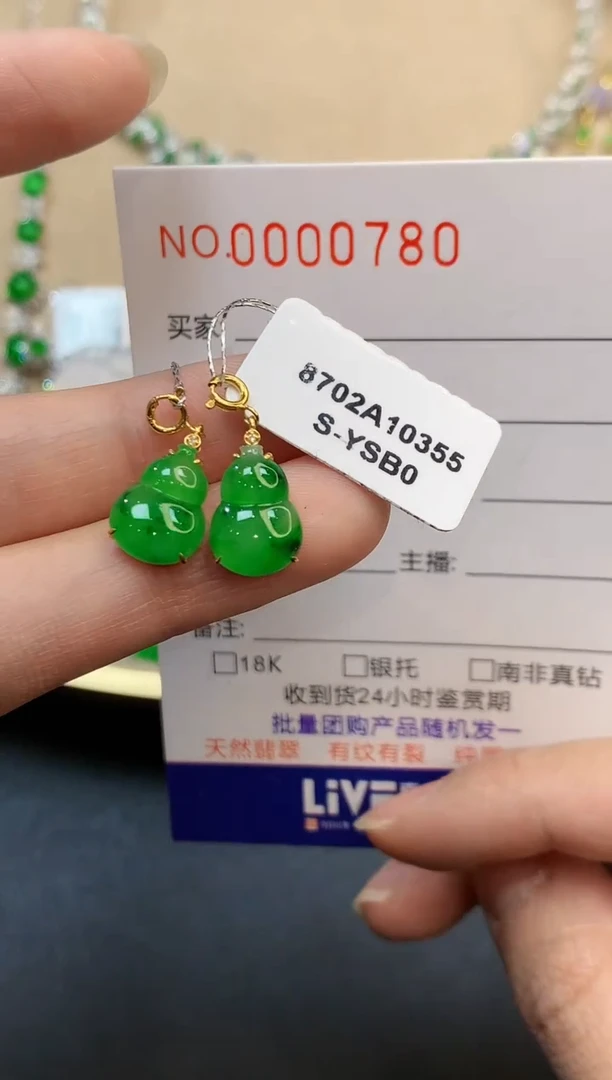 NO.0000780
买家:
8702A10355
S-YSB0
主播:
备注:
□18K □银托 □南非真钻
收到货24小时鉴赏期
批量团购产品随机发一
天然翡翠 有纹有裂
LIVE